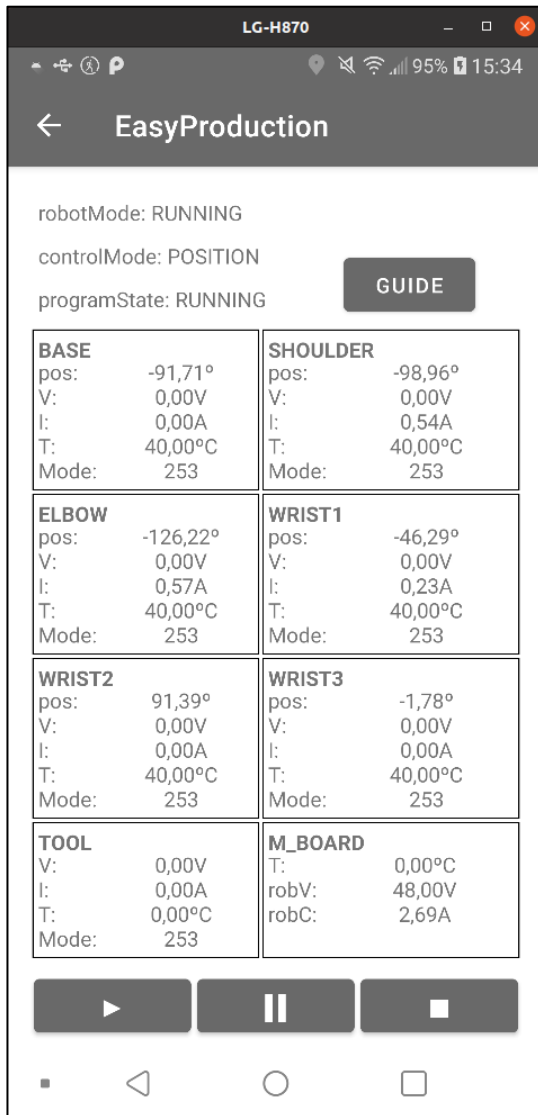 LG-H870
95% 15:34
EasyProduction
robotMode: RUNNING
controlMode: POSITION
GUIDE
programState: RUNNING
BASE
pos: -91,71º
V: 0,00V
I: 0,00A
T: 40,00ºC
Mode: 253
SHOULDER
pos: -98,96º
V: 0,00V
I: 0,54A
T: 40,00ºC
Mode: 253
ELBOW
pos: -126,22º
V: 0,00V
I: 0,57A
T: 40,00ºC
Mode: 253
WRIST1
pos: -46,29º
V: 0,00V
I: 0,23A
T: 40,00ºC
Mode: 253
WRIST2
pos: 91,39º
V: 0,00V
I: 0,00A
T: 40,00ºC
Mode: 253
WRIST3
pos: -1,78º
V: 0,00V
I: 0,00A
T: 40,00ºC
Mode: 253
TOOL
V: 0,00V
I: 0,00A
T: 0,00ºC
Mode: 253
M_BOARD
T: 0,00ºC
robV: 48,00V
robC: 2,69A